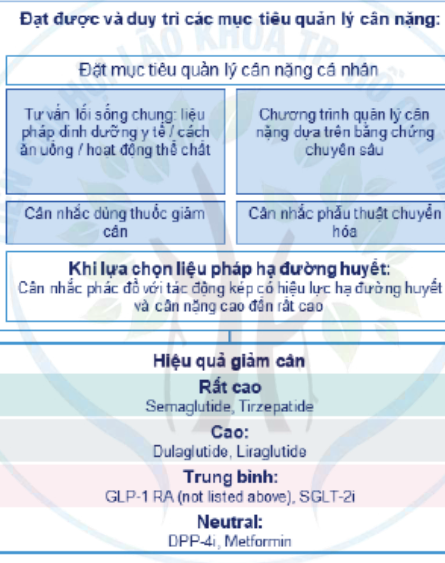 Đạt được và duy trì các mục tiêu quản lý cân nặng:
Đặt mục tiêu quản lý cân nặng cá nhân
Tư vấn lối sống chung: liệu
pháp dinh dưỡng y tế / cách
ăn uống / hoạt động thể chất
Chương trình quản lý cân
nặng dựa trên bằng chứng
chuyên sâu
Cân nhắc dùng thuốc giảm
cân
Cân nhắc phẫu thuật chuyển
hóa
Khi lựa chọn liệu pháp hạ đường huyết:
Cân nhắc phác đồ với tác động kép có hiệu lực hạ đường huyết
và cân nặng cao đến rất cao
Hiệu quả giảm cân
Rất cao
Semaglutide, Tirzepatide
Cao:
Dulaglutide, Liraglutide
Trung bình:
GLP-1 RA (not listed above), SGLT-2i
Neutral:
DPP-4i, Metformin